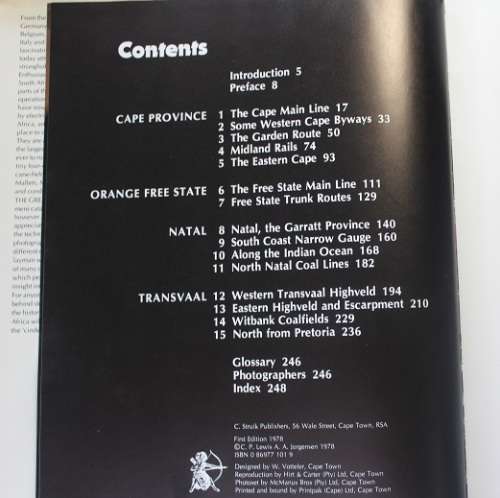 Contents
Introduction 5
Preface 8
CAPE PROVINCE 1 The Cape Main Line 17
2 Some Western Cape Byways 33
3 The Garden Route 50
4 Midland Rails 74
5 The Eastern Cape 93
ORANGE FREE STATE 6 The Free State Main Line 111
7 Free State Trunk Routes 129
NATAL 8 Natal, the Garratt Province 140
9 South Coast Narrow Gauge 160
10 Along the Indian Ocean 168
11 North Natal Coal Lines 182
TRANSVAAL 12 Western Transvaal Highveld 194
13 Eastern Highveld and Escarpment 210
14 Witbank Coalfields 229
15 North from Pretoria 236
Glossary 246
Photographers 246
Index 248
C. Struik Publishers, 56 Wale Street, Cape Town, RSA
First Edition 1978
©C. P. Lewis A. A. Jorgensen 1978
ISBN 0 86977 101 9
Designed by W. Votteler, Cape Town
Reproduction by Hirt & Carter (Pty) Ltd, Cape Town
Photoset by McManus Bros (Pty) Ltd, Cape Town
Printed and bound by Printpak (Cape) Ltd, Cape Town